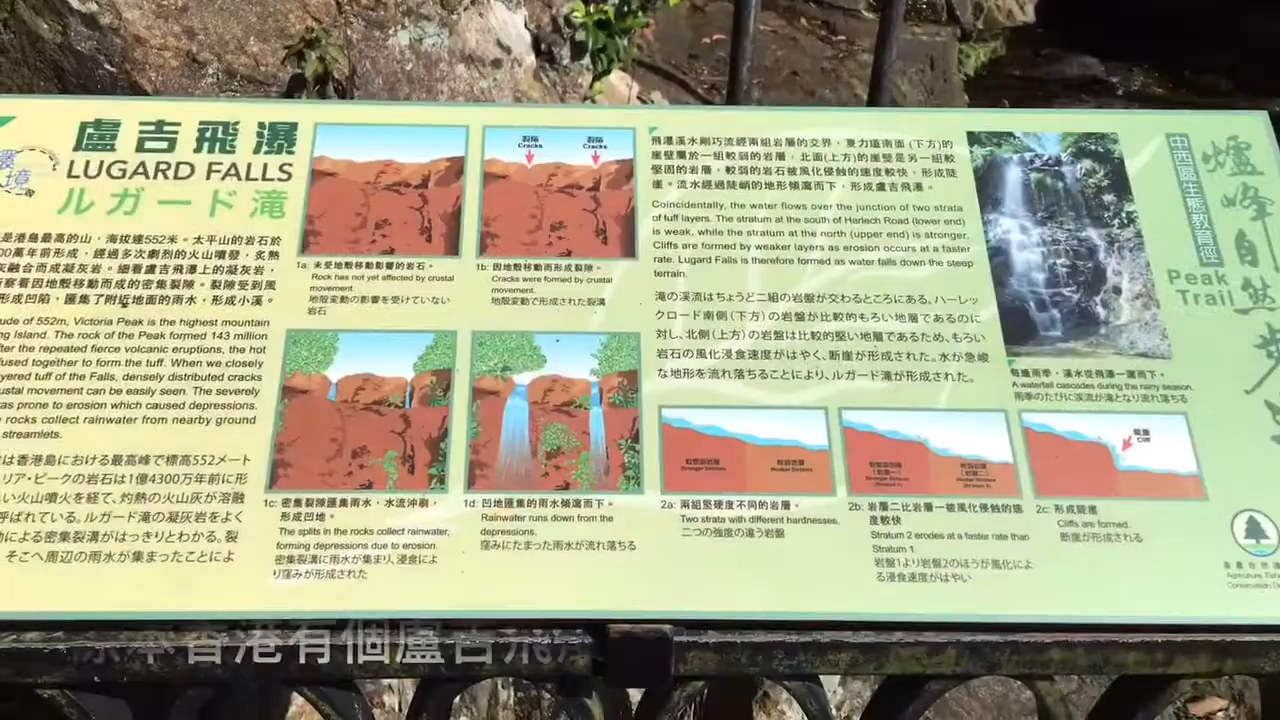 盧吉飛瀑
LUGARD FALLS
ルガード滝
是港島最高的山，海拔達552米。太平山的岩石於
00萬年前形成，經過多次劇烈的火山噴發，炙熱
灰融合而成凝灰岩。細看盧吉飛瀑上的凝灰岩，
察看因地殼移動而成的密集裂隙。裂隙受到風
形成凹陷，匯集了附近地面的雨水，形成小溪。
ude of 552m, Victoria Peak is the highest mountain
ng Island. The rock of the Peak formed 143 million
fter the repeated fierce volcanic eruptions, the hot
fused together to form the tuff. When we closely
yered tuff of the Falls, densely distributed cracks
ustal movement can be easily seen. The severely
as prone to erosion which caused depressions.
rocks collect rainwater from nearby ground
streamlets.
は香港島における最高峰で標高552メート
リア・ピークの岩石は1億4300万年前に形
い火山噴火を経て、灼熱の火山灰が溶融
呼ばれている。ルガード滝の凝灰岩をよく
による密集裂溝がはっきりとわかる。裂
そこへ周辺の雨水が集まったことによ
裂隙
Cracks
裂隙
Cracks
1a: 未受地殼移動影響的岩石。
Rock has not yet affected by crustal
movement.
地殻変動の影響を受けていない
岩石
1b: 因地殼移動而形成裂隙。
Cracks were formed by crustal
movement.
地殻変動で形成された裂溝
1c: 密集裂隙匯集雨水，水流沖刷，
形成凹地。
The splits in the rocks collect rainwater,
forming depressions due to erosion.
密集裂溝に雨水が集まり、浸食によ
り窪みが形成された
1d: 凹地匯集的雨水傾瀉而下。
Rainwater runs down from the
depressions.
窪みにたまった雨水が流れ落ちる
飛瀑溪水剛巧流經兩組岩層的交界，夏力道南面(下方)的
崖壁屬於一組較弱的岩層，北面(上方)的崖壁是另一組較
堅固的岩層，較弱的岩石被風化侵蝕的速度較快，形成陡
崖。流水經過陡峭的地形傾瀉而下，形成盧吉飛瀑。
Coincidentally, the water flows over the junction of two strata
of tuff layers. The stratum at the south of Harlech Road (lower end)
is weak, while the stratum at the north (upper end) is stronger.
Cliffs are formed by weaker layers as erosion occurs at a faster
rate. Lugard Falls is therefore formed as water falls down the steep
terrain.
滝の渓流はちょうど二組の岩盤が交わるところにある。ハーレッ
クロード南側(下方)の岩盤が比較的もろい地層であるのに
対し、北側(上方)の岩盤は比較的堅い地層であるため、もろい
岩石の風化浸食速度がはやく、断崖が形成された。水が急峻
な地形を流れ落ちることにより、ルガード滝が形成された。
較堅固岩層
Stronger Stratum
較弱岩層
Weaker Stratum
2a: 兩組堅硬度不同的岩層。
Two strata with different hardnesses.
二つの強度の違う岩盤
2b: 岩層二比岩層一被風化侵蝕的速
度較快
Stratum 2 erodes at a faster rate than
Stratum 1.
岩盤1より岩盤2のほうが風化によ
る浸食速度がはやい
Cliff
2c: 形成陡崖
Cliffs are formed.
断崖が形成される
每逢雨季，溪水從飛瀑一瀉而下。
A waterfall cascades during the rainy season.
雨季のたびに渓流が滝となり流れ落ちる
中西區生態教育徑
Peak
Trail
爐峰自然步
香港有個盧吉飛